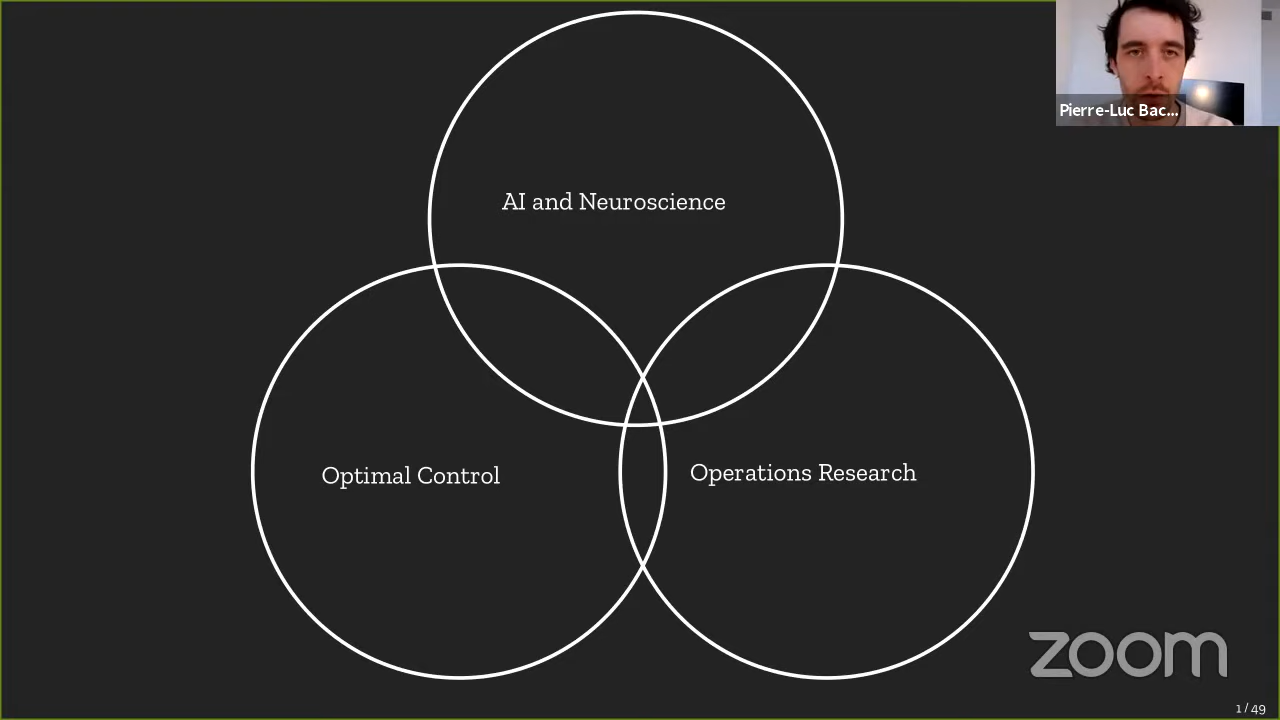 Pierre-Luc Bac...
AI and Neuroscience
Optimal Control
Operations Research
zoom
1 / 49